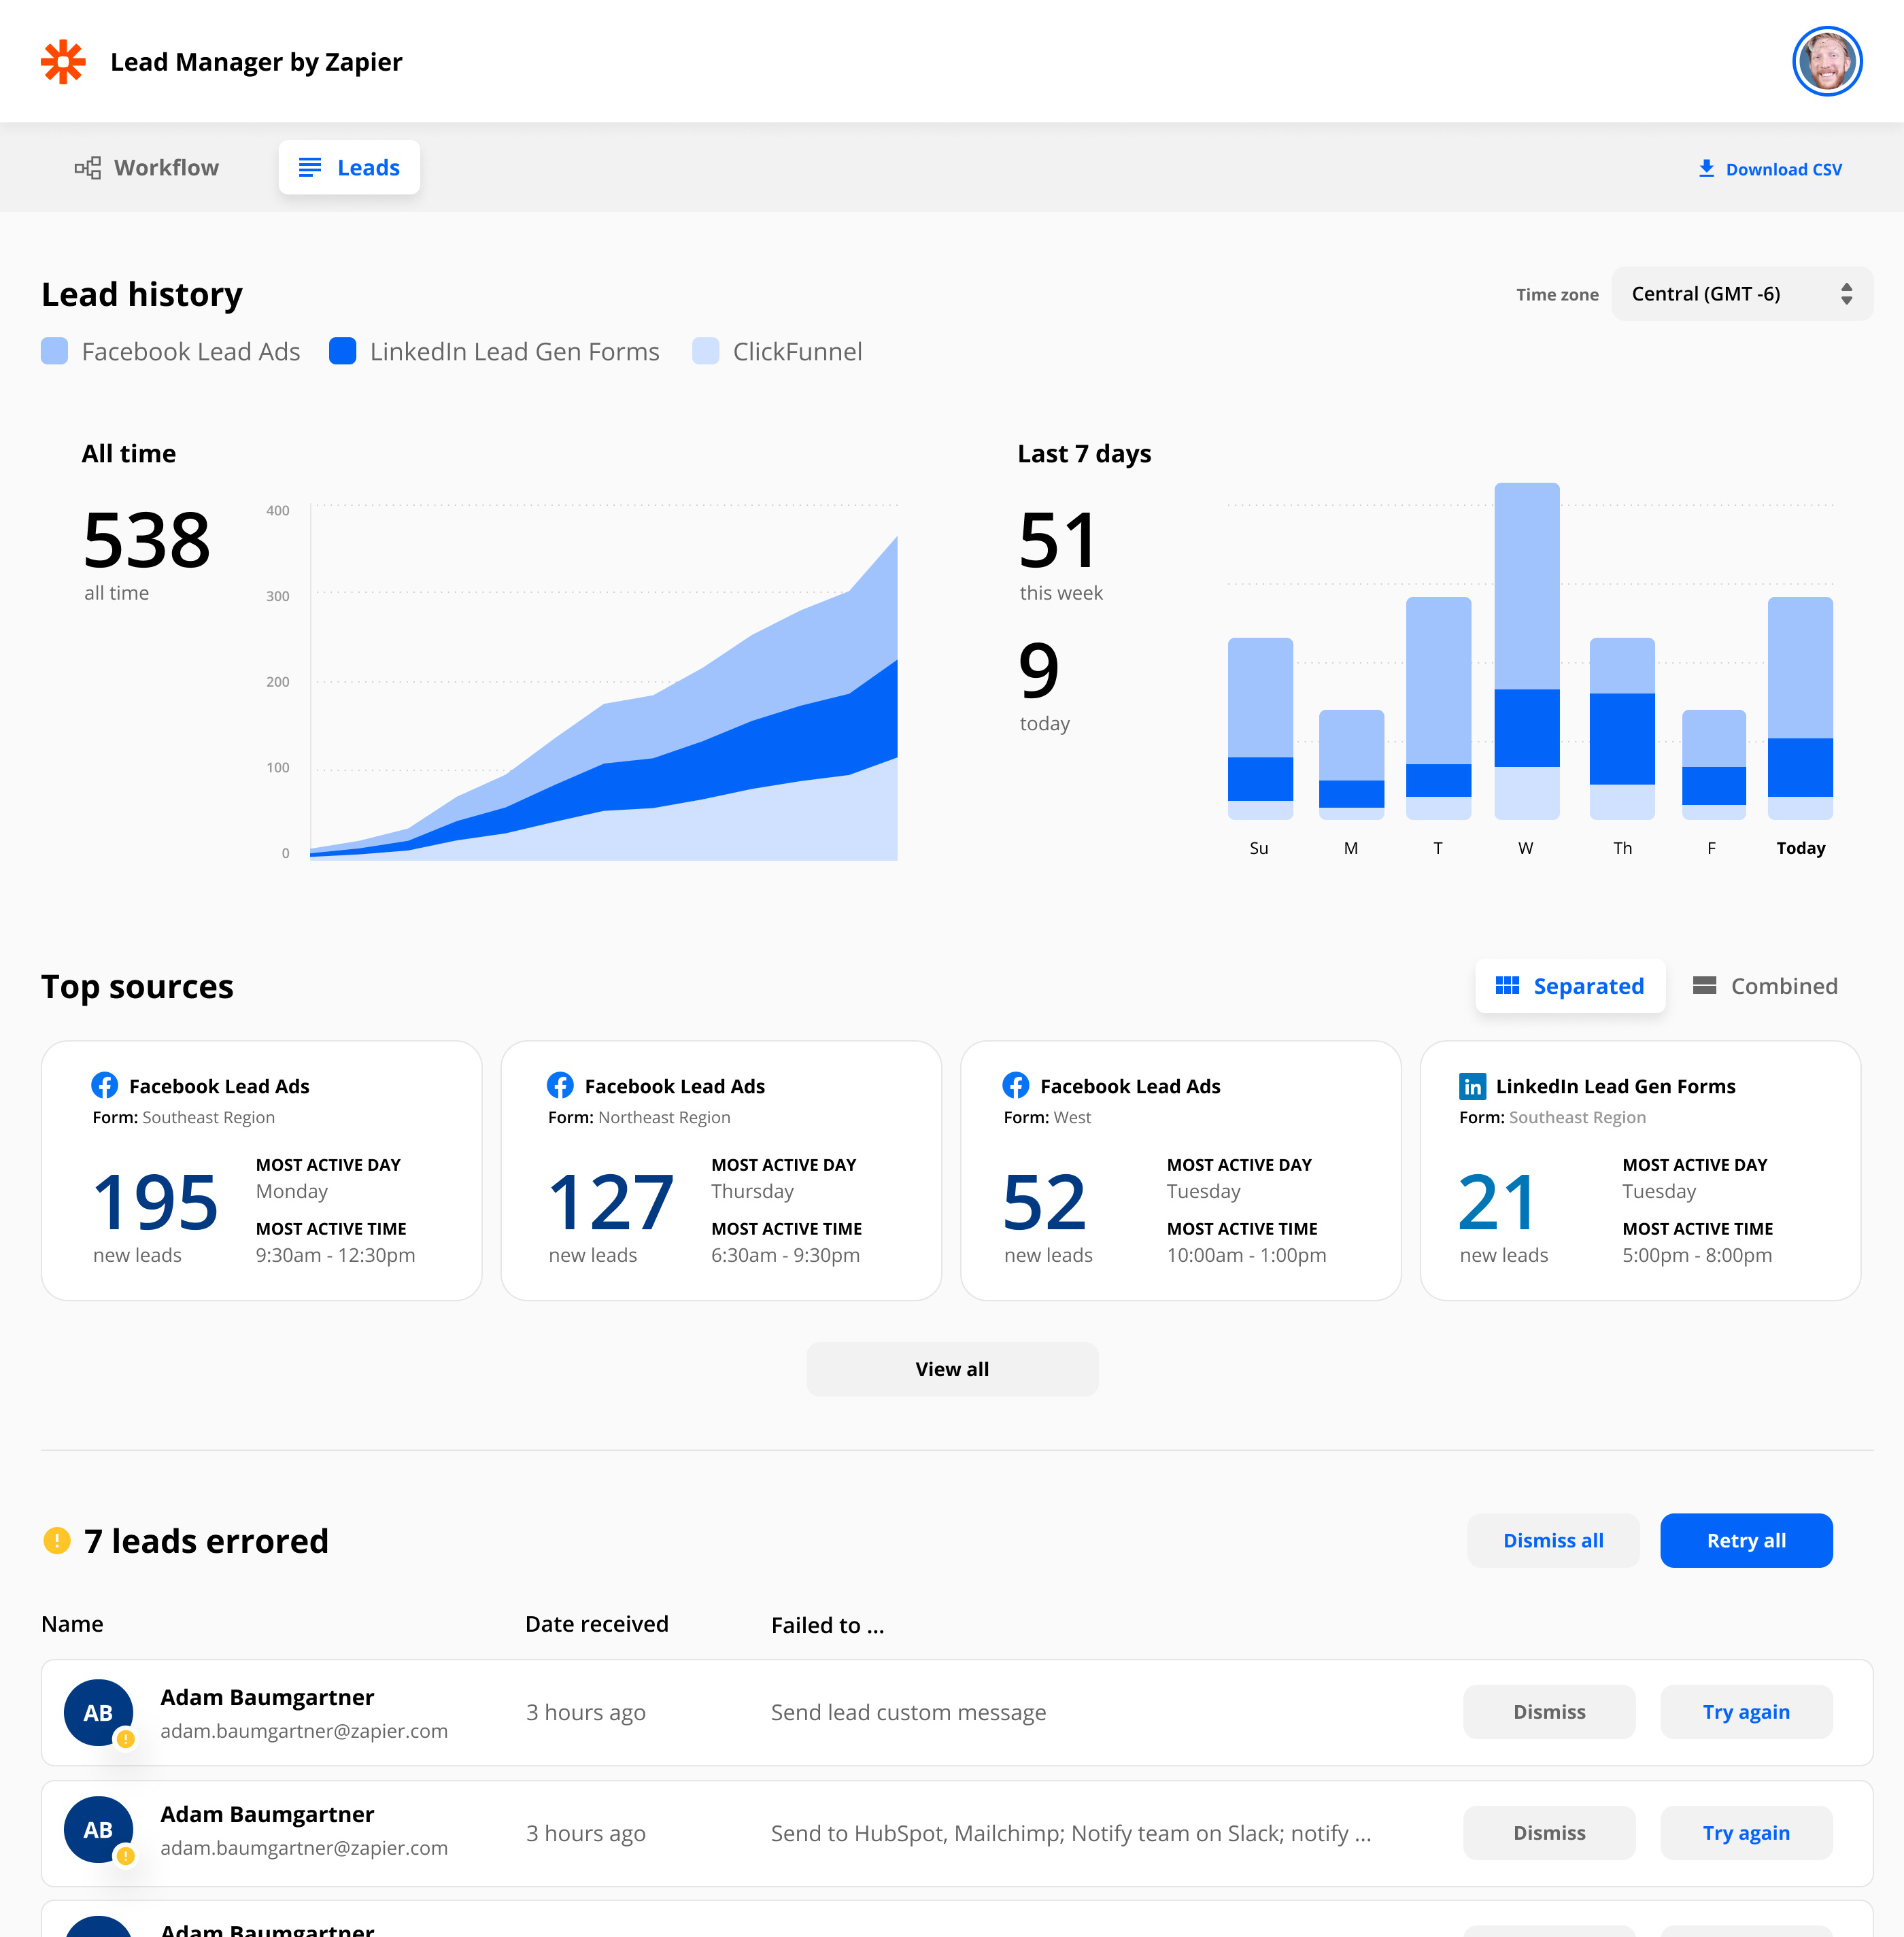 Lead Manager by Zapier
Workflow
Leads
Download CSV
Lead history
Time zone
Central (GMT -6)
Facebook Lead Ads
LinkedIn Lead Gen Forms
ClickFunnel
All time
538
all time
400
300
200
100
0
Last 7 days
51
this week
9
today
Su M T W Th F Today
Top sources
Separated
Combined
Facebook Lead Ads
Form: Southeast Region
195
new leads
MOST ACTIVE DAY
Monday
MOST ACTIVE TIME
9:30am - 12:30pm
Facebook Lead Ads
Form: Northeast Region
127
new leads
MOST ACTIVE DAY
Thursday
MOST ACTIVE TIME
6:30am - 9:30pm
Facebook Lead Ads
Form: West
52
new leads
MOST ACTIVE DAY
Tuesday
MOST ACTIVE TIME
10:00am - 1:00pm
in LinkedIn Lead Gen Forms
Form: Southeast Region
21
new leads
MOST ACTIVE DAY
Tuesday
MOST ACTIVE TIME
5:00pm - 8:00pm
View all
! 7 leads errored
Dismiss all
Retry all
Name
Date received
Failed to ...
AB !
Adam Baumgartner
adam.baumgartner@zapier.com
3 hours ago
Send lead custom message
Dismiss
Try again
AB !
Adam Baumgartner
adam.baumgartner@zapier.com
3 hours ago
Send to HubSpot, Mailchimp; Notify team on Slack; notify ...
Dismiss
Try again
Adam Baumgartner